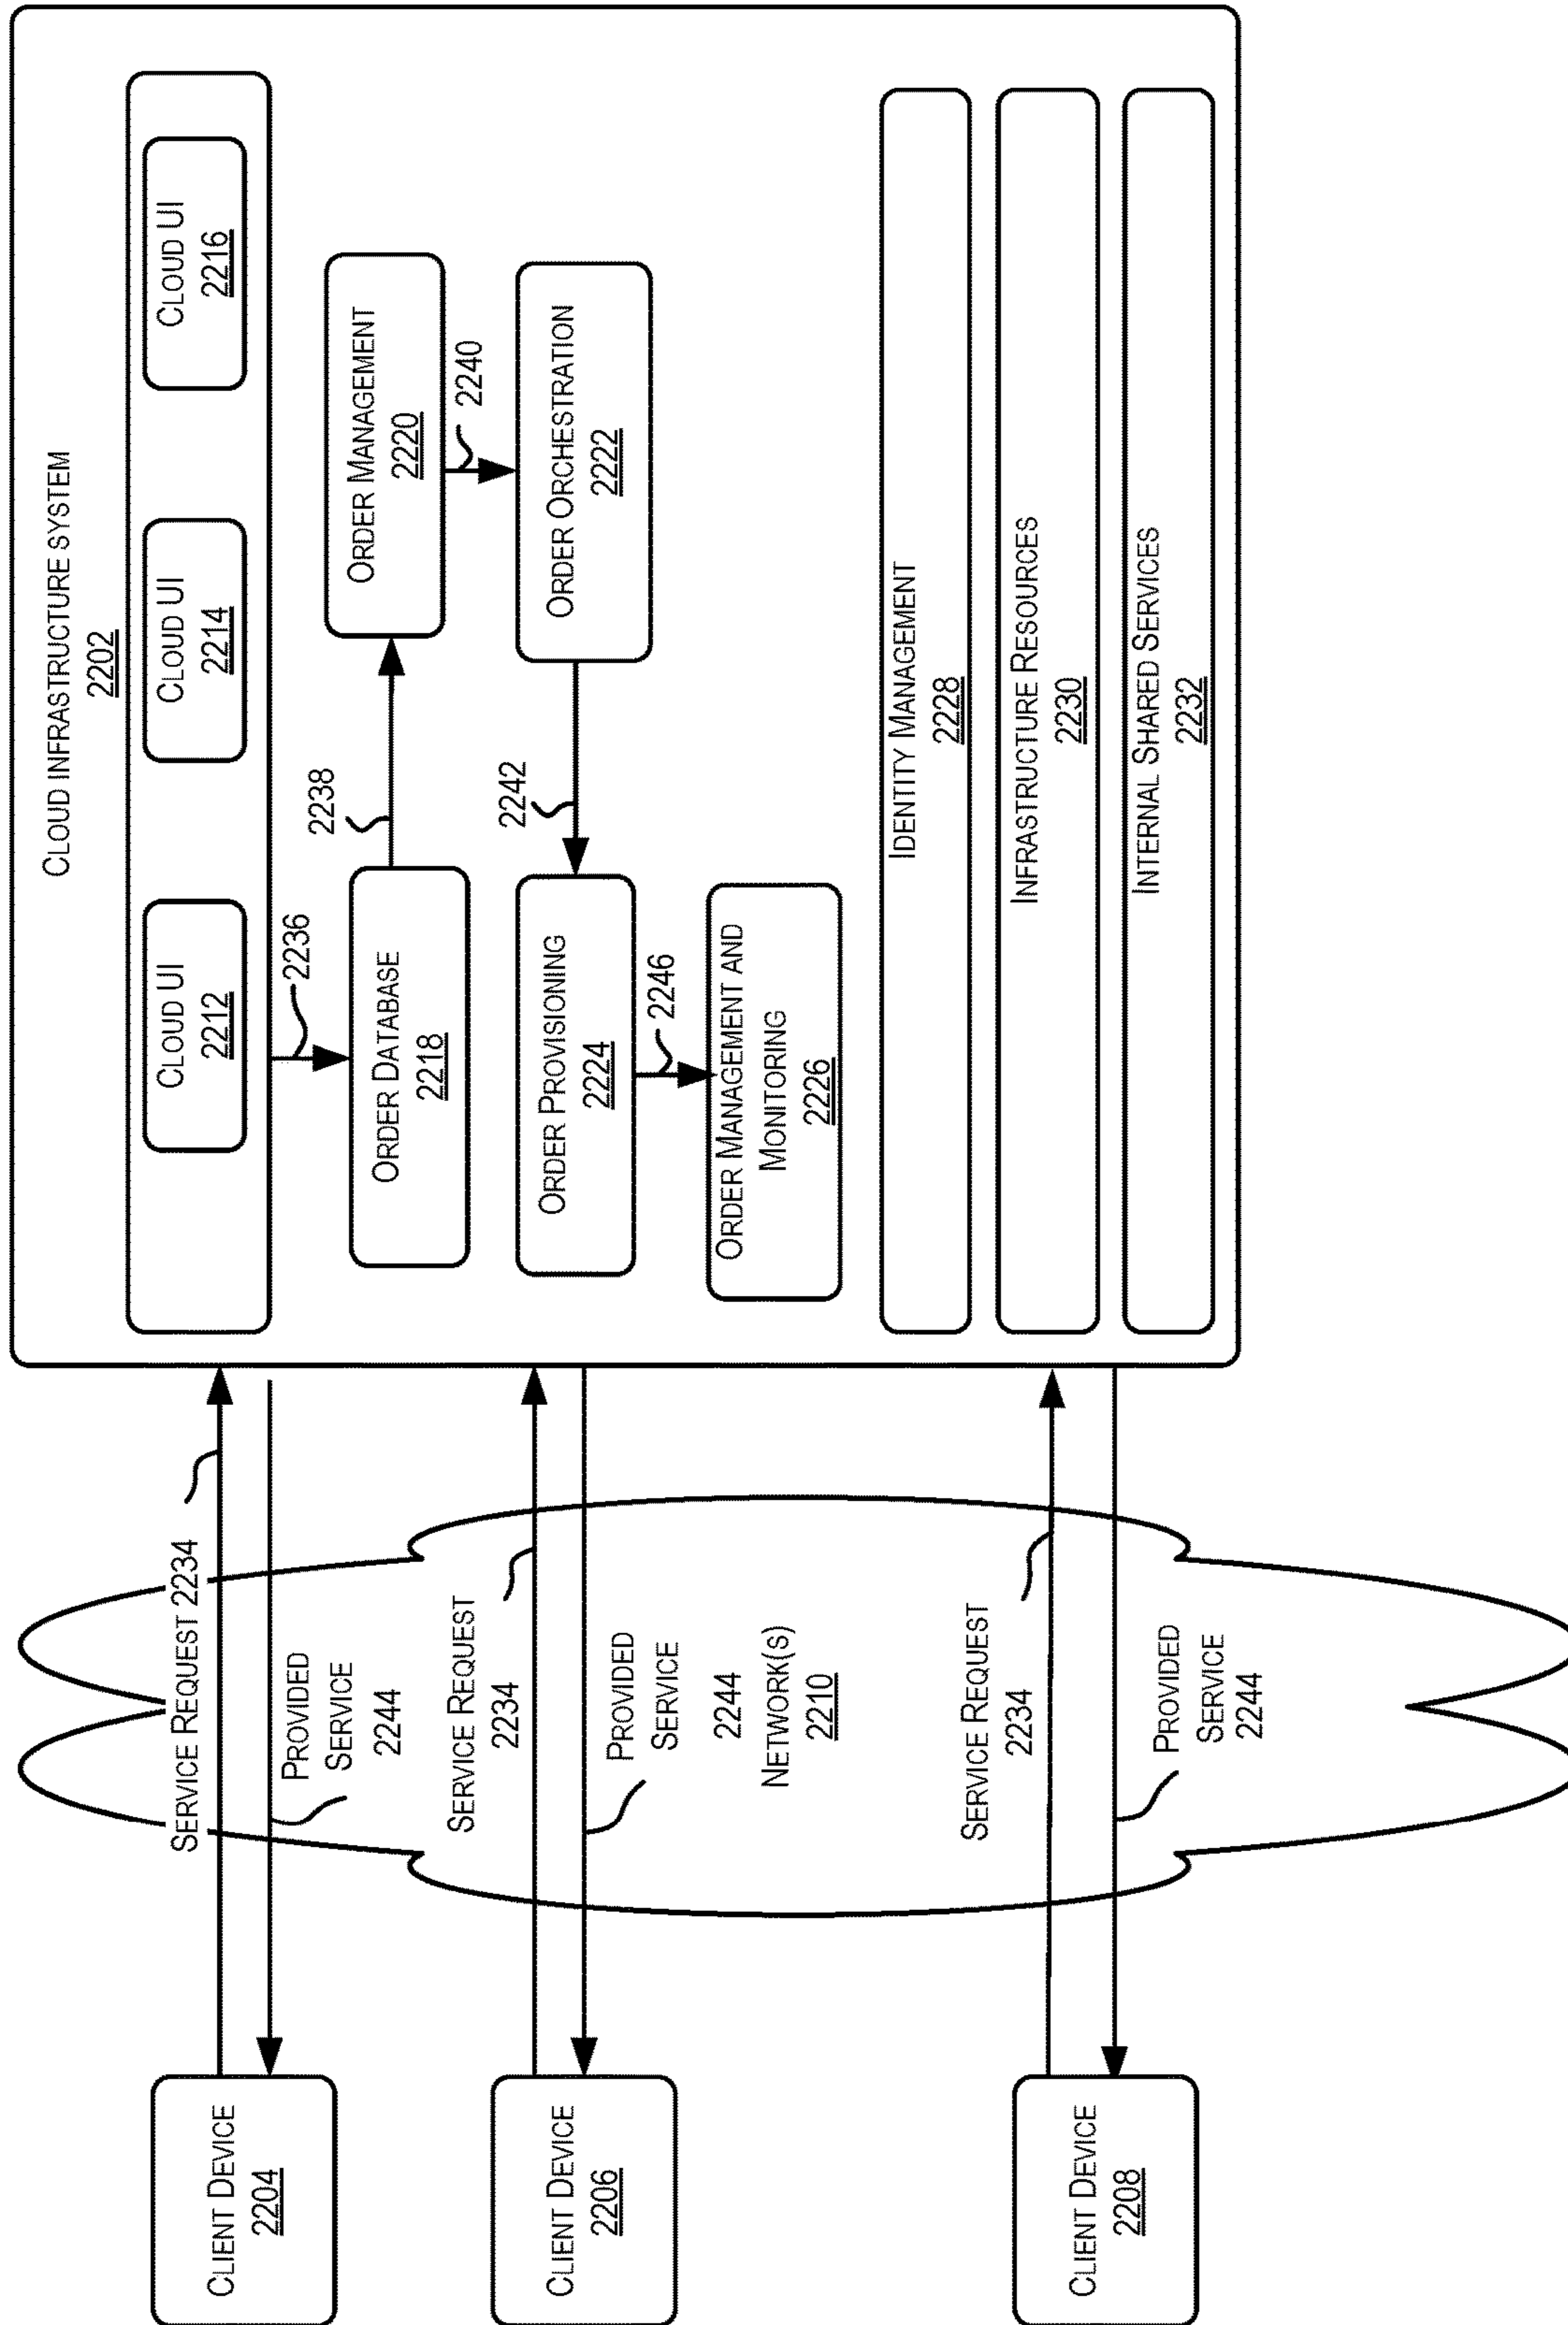 CLOUD INFRASTRUCTURE SYSTEM
2202
CLOUD UI
2212
CLOUD UI
2214
CLOUD UI
2216
2236
ORDER DATABASE
2218
2238
ORDER MANAGEMENT
2220
2240
ORDER PROVISIONING
2224
2242
ORDER ORCHESTRATION
2222
2246
ORDER MANAGEMENT AND
MONITORING
2226
IDENTITY MANAGEMENT
2228
INFRASTRUCTURE RESOURCES
2230
INTERNAL SHARED SERVICES
2232
CLIENT DEVICE
2204
SERVICE REQUEST 2234
PROVIDED
SERVICE
2244
CLIENT DEVICE
2206
SERVICE REQUEST
2234
PROVIDED
SERVICE
2244
NETWORK(S)
2210
CLIENT DEVICE
2208
SERVICE REQUEST
2234
PROVIDED
SERVICE
2244